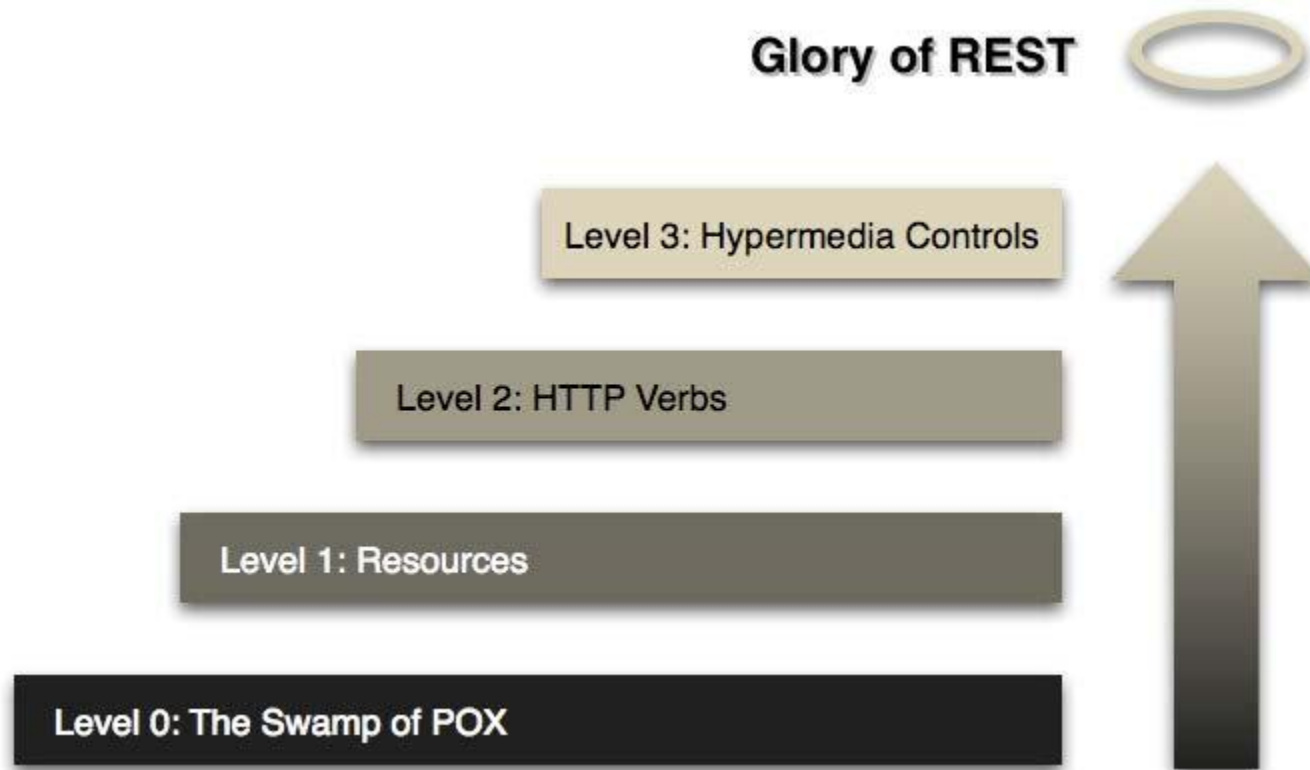 Glory of REST
Level 3: Hypermedia Controls
Level 2: HTTP Verbs
Level 1: Resources
Level 0: The Swamp of POX